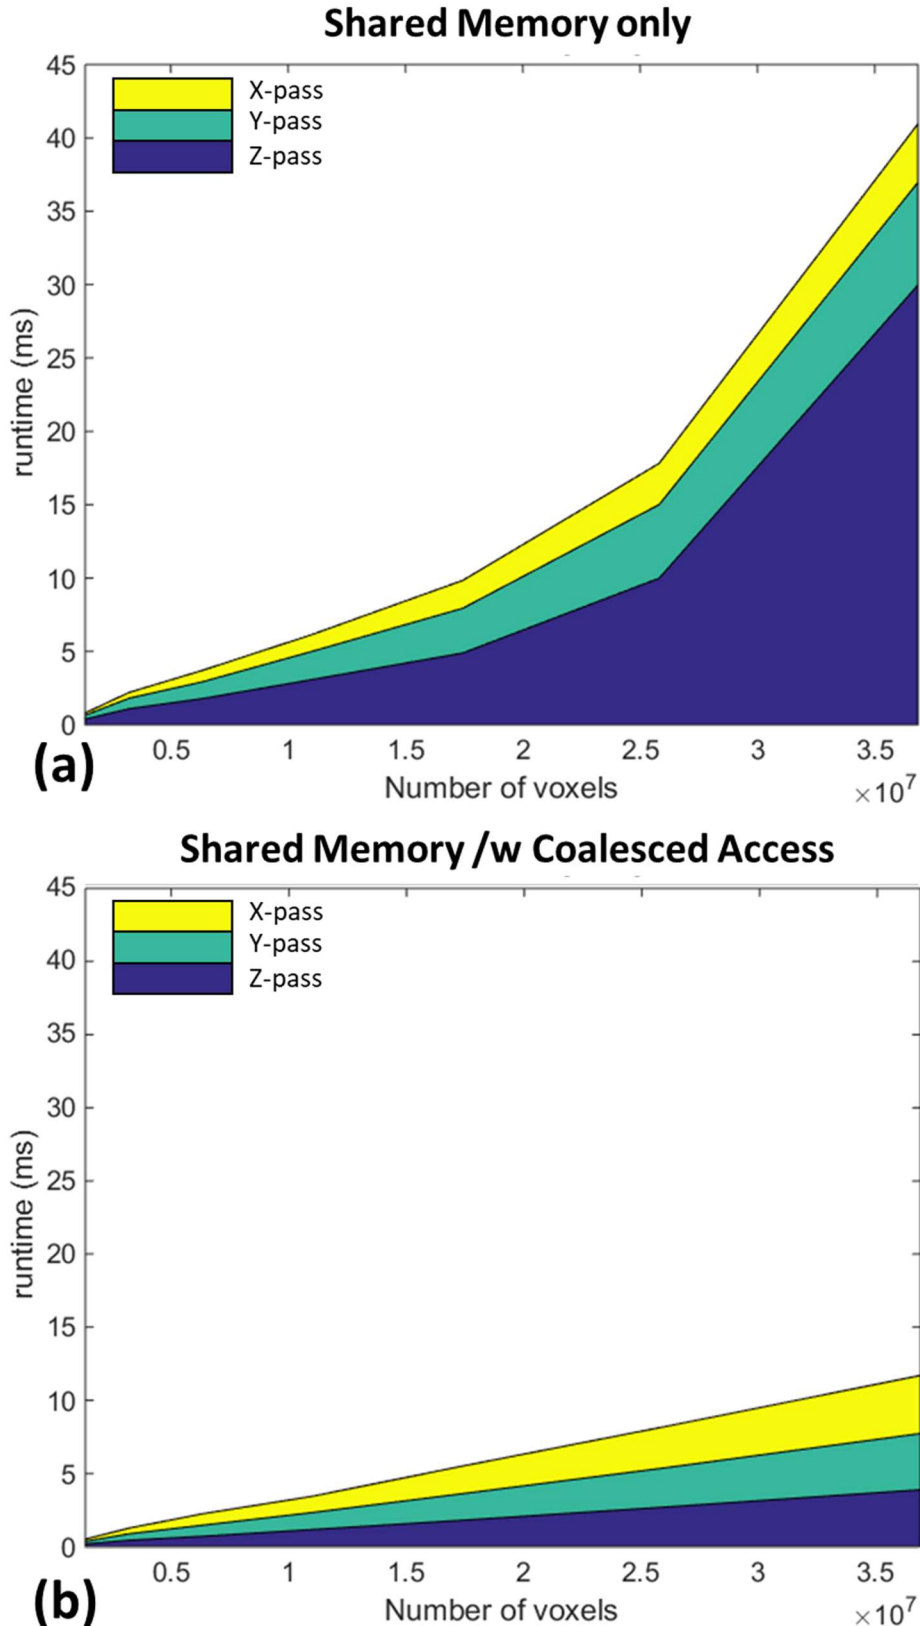 Shared Memory only
45
40
35
30
25
20
15
10
5
0
runtime (ms)
X-pass
Y-pass
Z-pass
0.5 1 1.5 2 2.5 3 3.5
Number of voxels
×10⁷
(a)
Shared Memory /w Coalesced Access
45
40
35
30
25
20
15
10
5
0
runtime (ms)
X-pass
Y-pass
Z-pass
0.5 1 1.5 2 2.5 3 3.5
Number of voxels
×10⁷
(b)